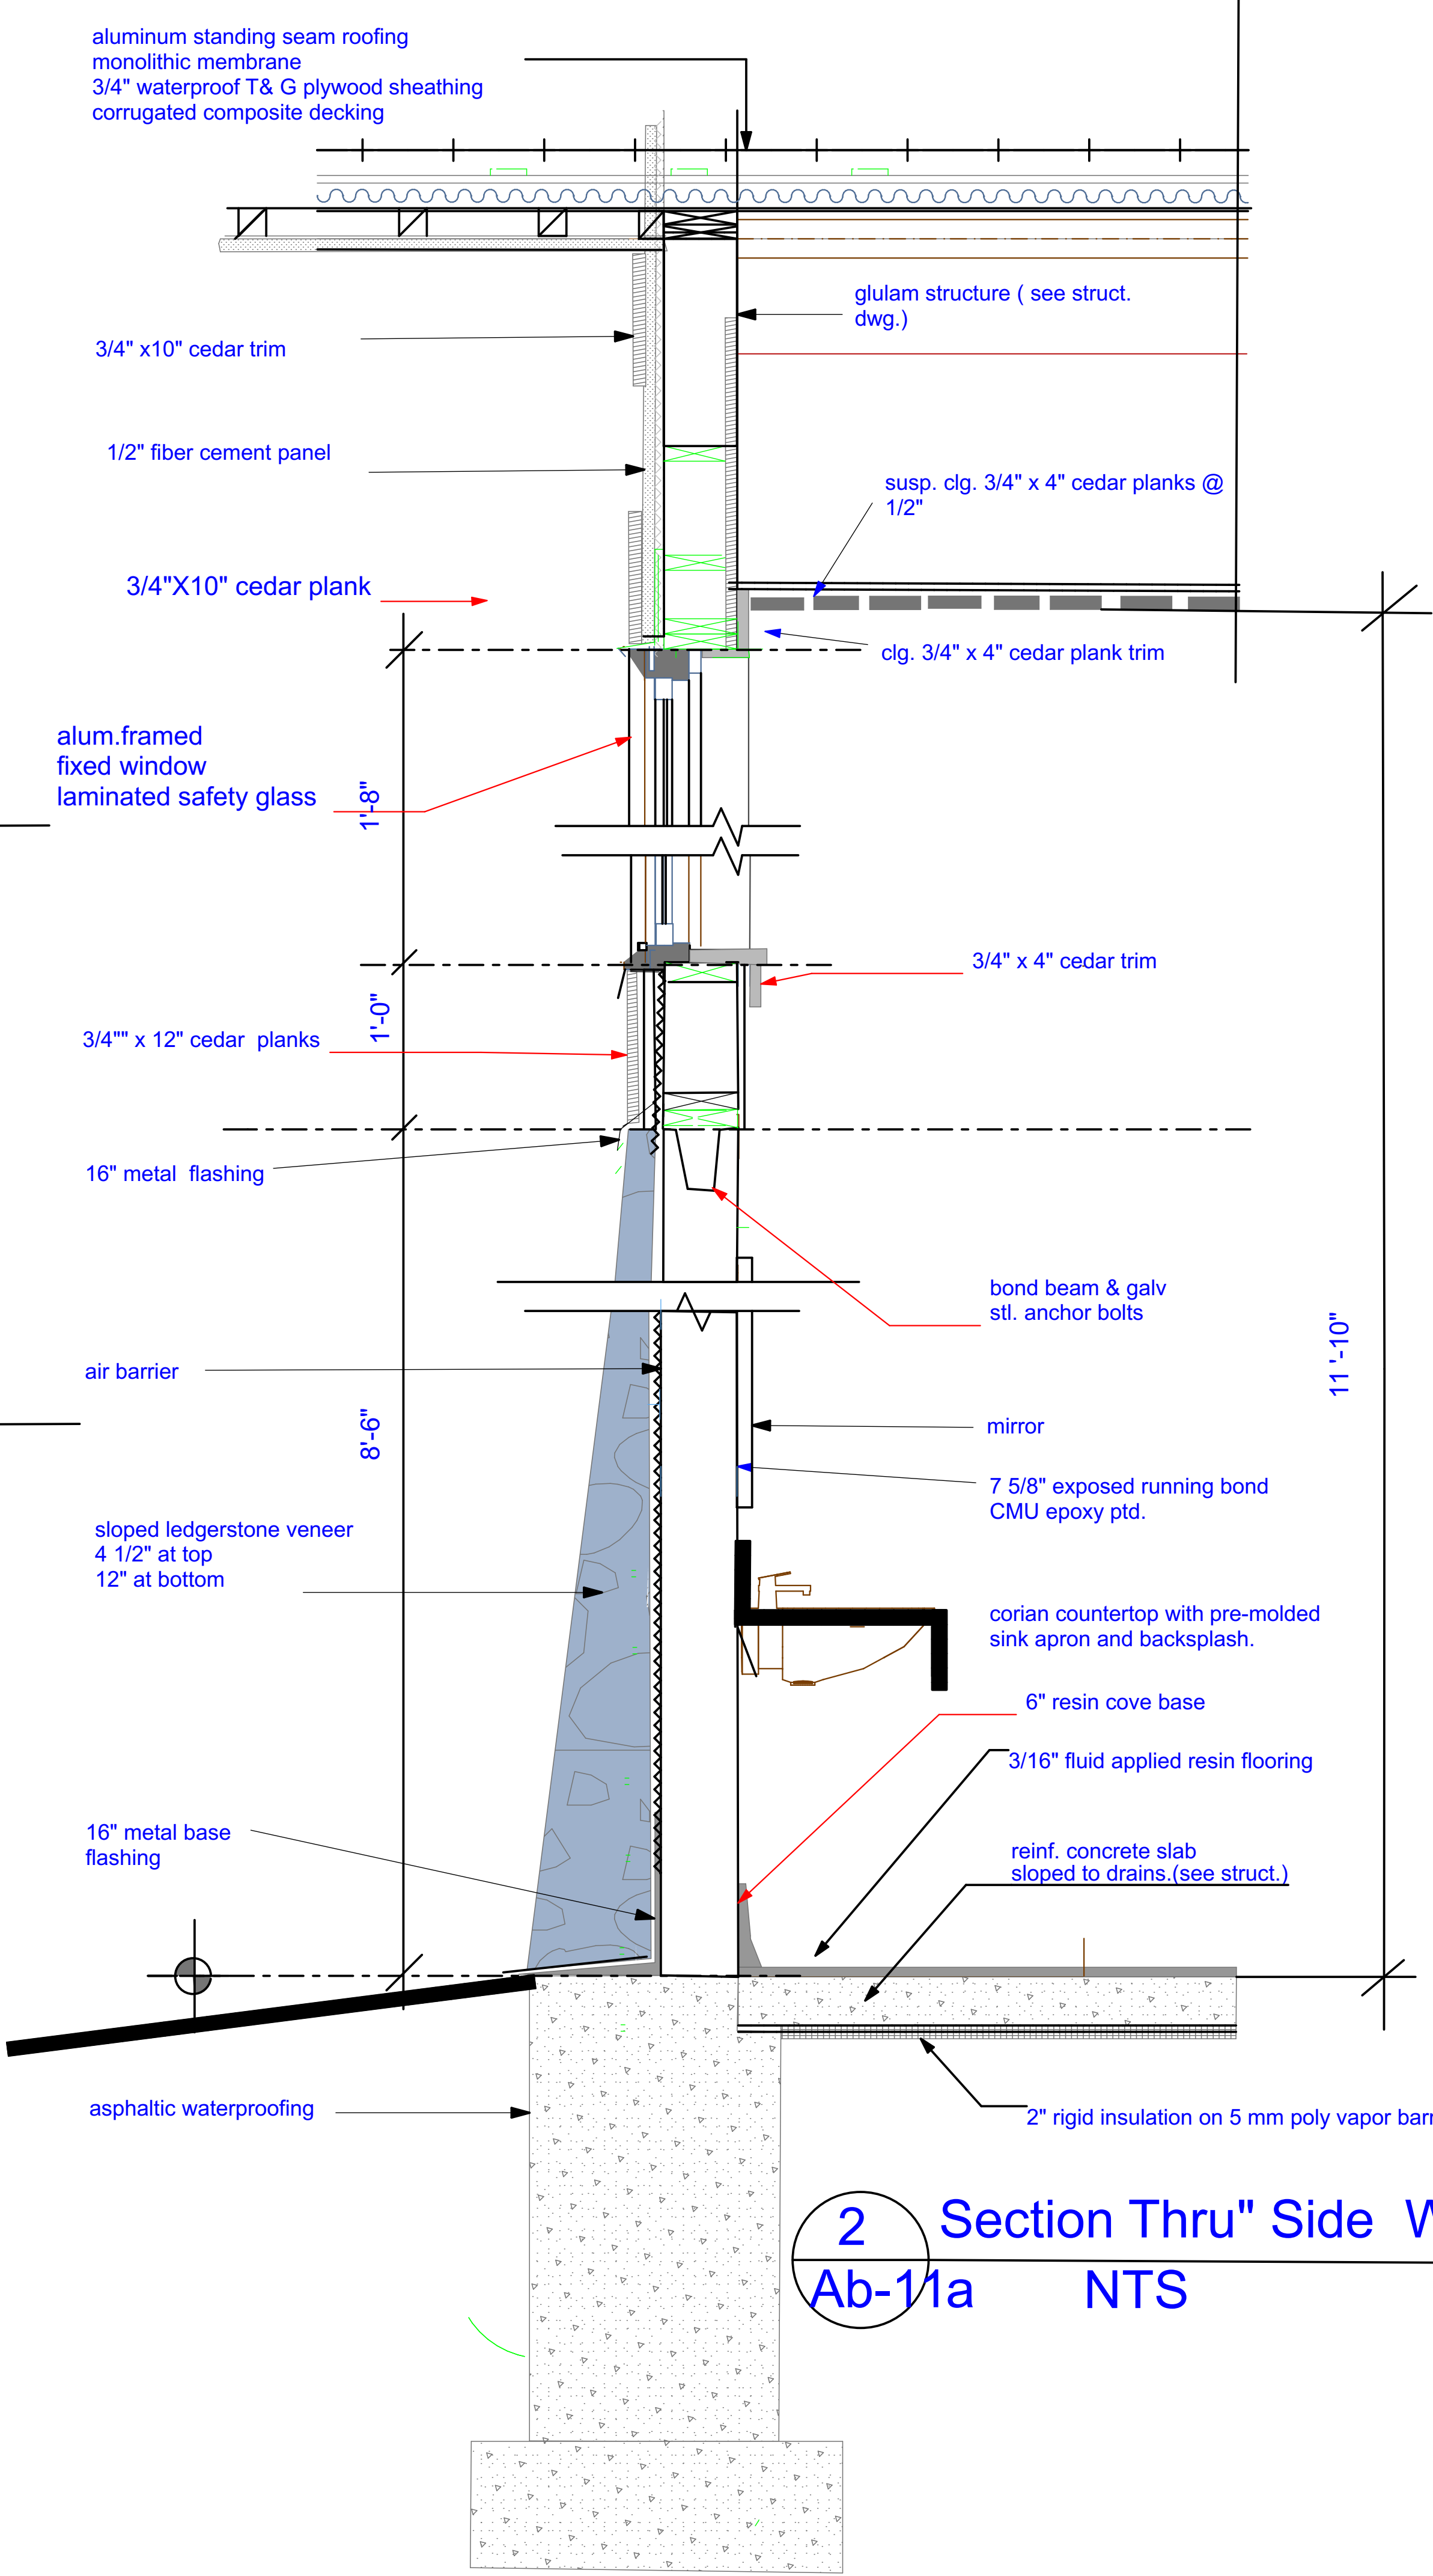 aluminum standing seam roofing
monolithic membrane
3/4" waterproof T& G plywood sheathing
corrugated composite decking
glulam structure ( see struct.
dwg.)
3/4" x10" cedar trim
1/2" fiber cement panel
susp. clg. 3/4" x 4" cedar planks @
1/2"
3/4"X10" cedar plank
clg. 3/4" x 4" cedar plank trim
alum.framed
fixed window
laminated safety glass
1'-8"
3/4" x 4" cedar trim
1'-0"
3/4"" x 12" cedar planks
16" metal flashing
bond beam & galv
stl. anchor bolts
11 '-10"
air barrier
8'-6"
mirror
7 5/8" exposed running bond
CMU epoxy ptd.
sloped ledgerstone veneer
4 1/2" at top
12" at bottom
corian countertop with pre-molded
sink apron and backsplash.
6" resin cove base
3/16" fluid applied resin flooring
16" metal base
flashing
reinf. concrete slab
sloped to drains.(see struct.)
asphaltic waterproofing
2" rigid insulation on 5 mm poly vapor
2
Section Thru" Side
Ab-11a
NTS